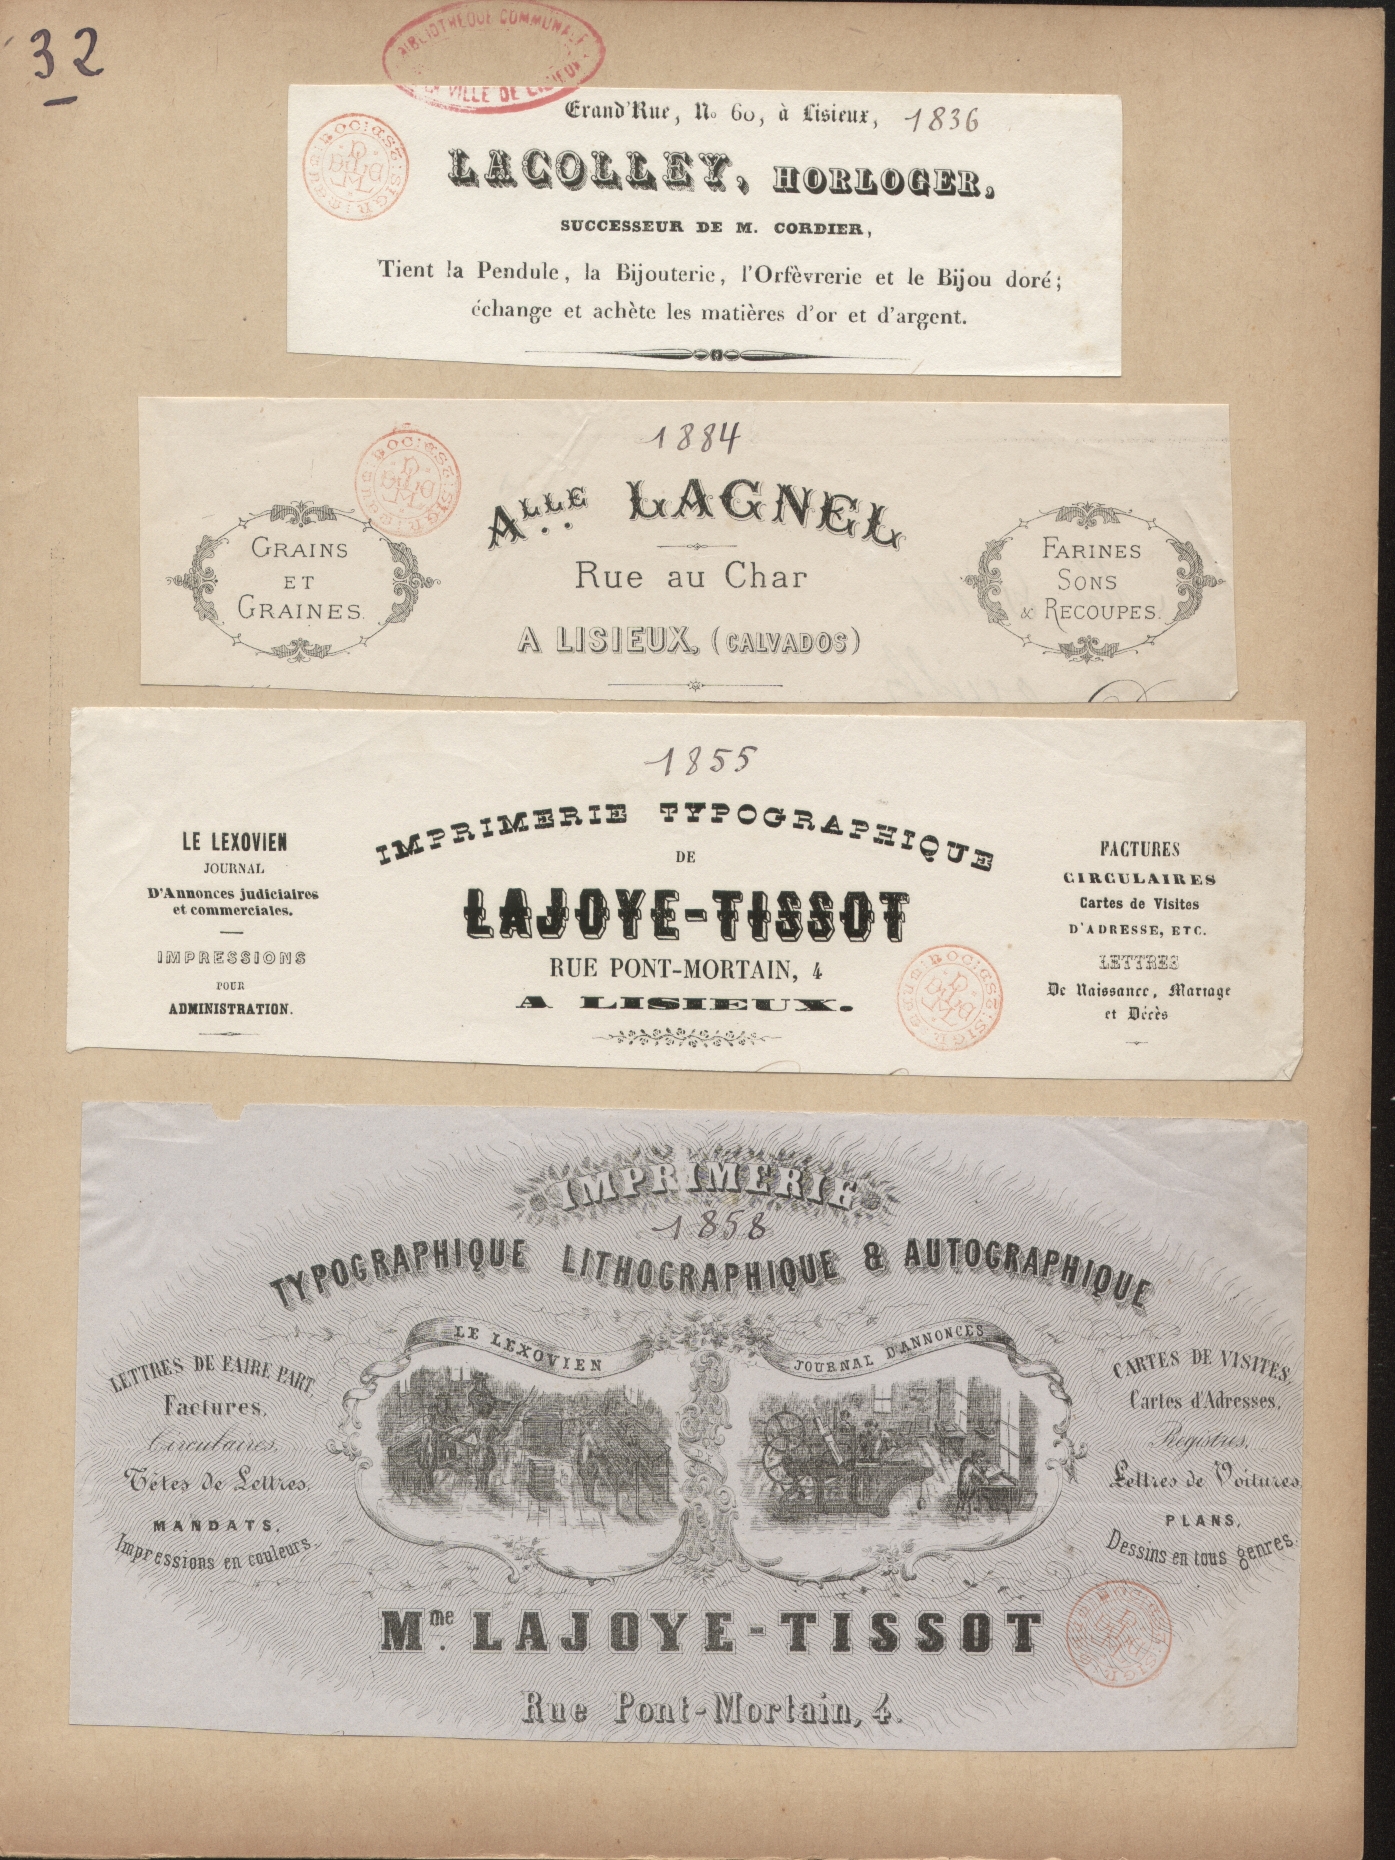 32
BIBLIOTHÈQUE COMMUNALE
VILLE DE LISIEUX
Grand'Rue, No 60, à Lisieux, 1836
LACOLLEY, HORLOGER,
SUCCESSEUR DE M. CORDIER,
Tient la Pendule, la Bijouterie, l'Orfèvrerie et le Bijou doré;
échange et achète les matières d'or et d'argent.
1884
Alle LAGNEL
Rue au Char
A LISIEUX, (CALVADOS)
GRAINS
ET
GRAINES.
FARINES
SONS
& RECOUPES.
1855
IMPRIMERIE TYPOGRAPHIQUE
DE
LAJOYE-TISSOT
RUE PONT-MORTAIN, 4
A LISIEUX.
LE LEXOVIEN
JOURNAL
D'Annonces judiciaires
et commerciales.
IMPRESSIONS
POUR
ADMINISTRATION.
FACTURES
CIRCULAIRES
Cartes de Visites
D'ADRESSE, ETC.
LETTRES
De Naissance, Mariage
et Décès
IMPRIMERIE
1858
TYPOGRAPHIQUE LITHOGRAPHIQUE & AUTOGRAPHIQUE
LE LEXOVIEN
JOURNAL D'ANNONCES
LETTRES DE FAIRE PART,
Factures,
Circulaires,
Têtes de Lettres,
MANDATS,
Impressions en couleurs.
CARTES DE VISITES,
Cartes d'Adresses,
Registres,
Lettres de Voitures,
PLANS,
Dessins en tous genres.
Mme LAJOYE-TISSOT
Rue Pont-Mortain, 4.